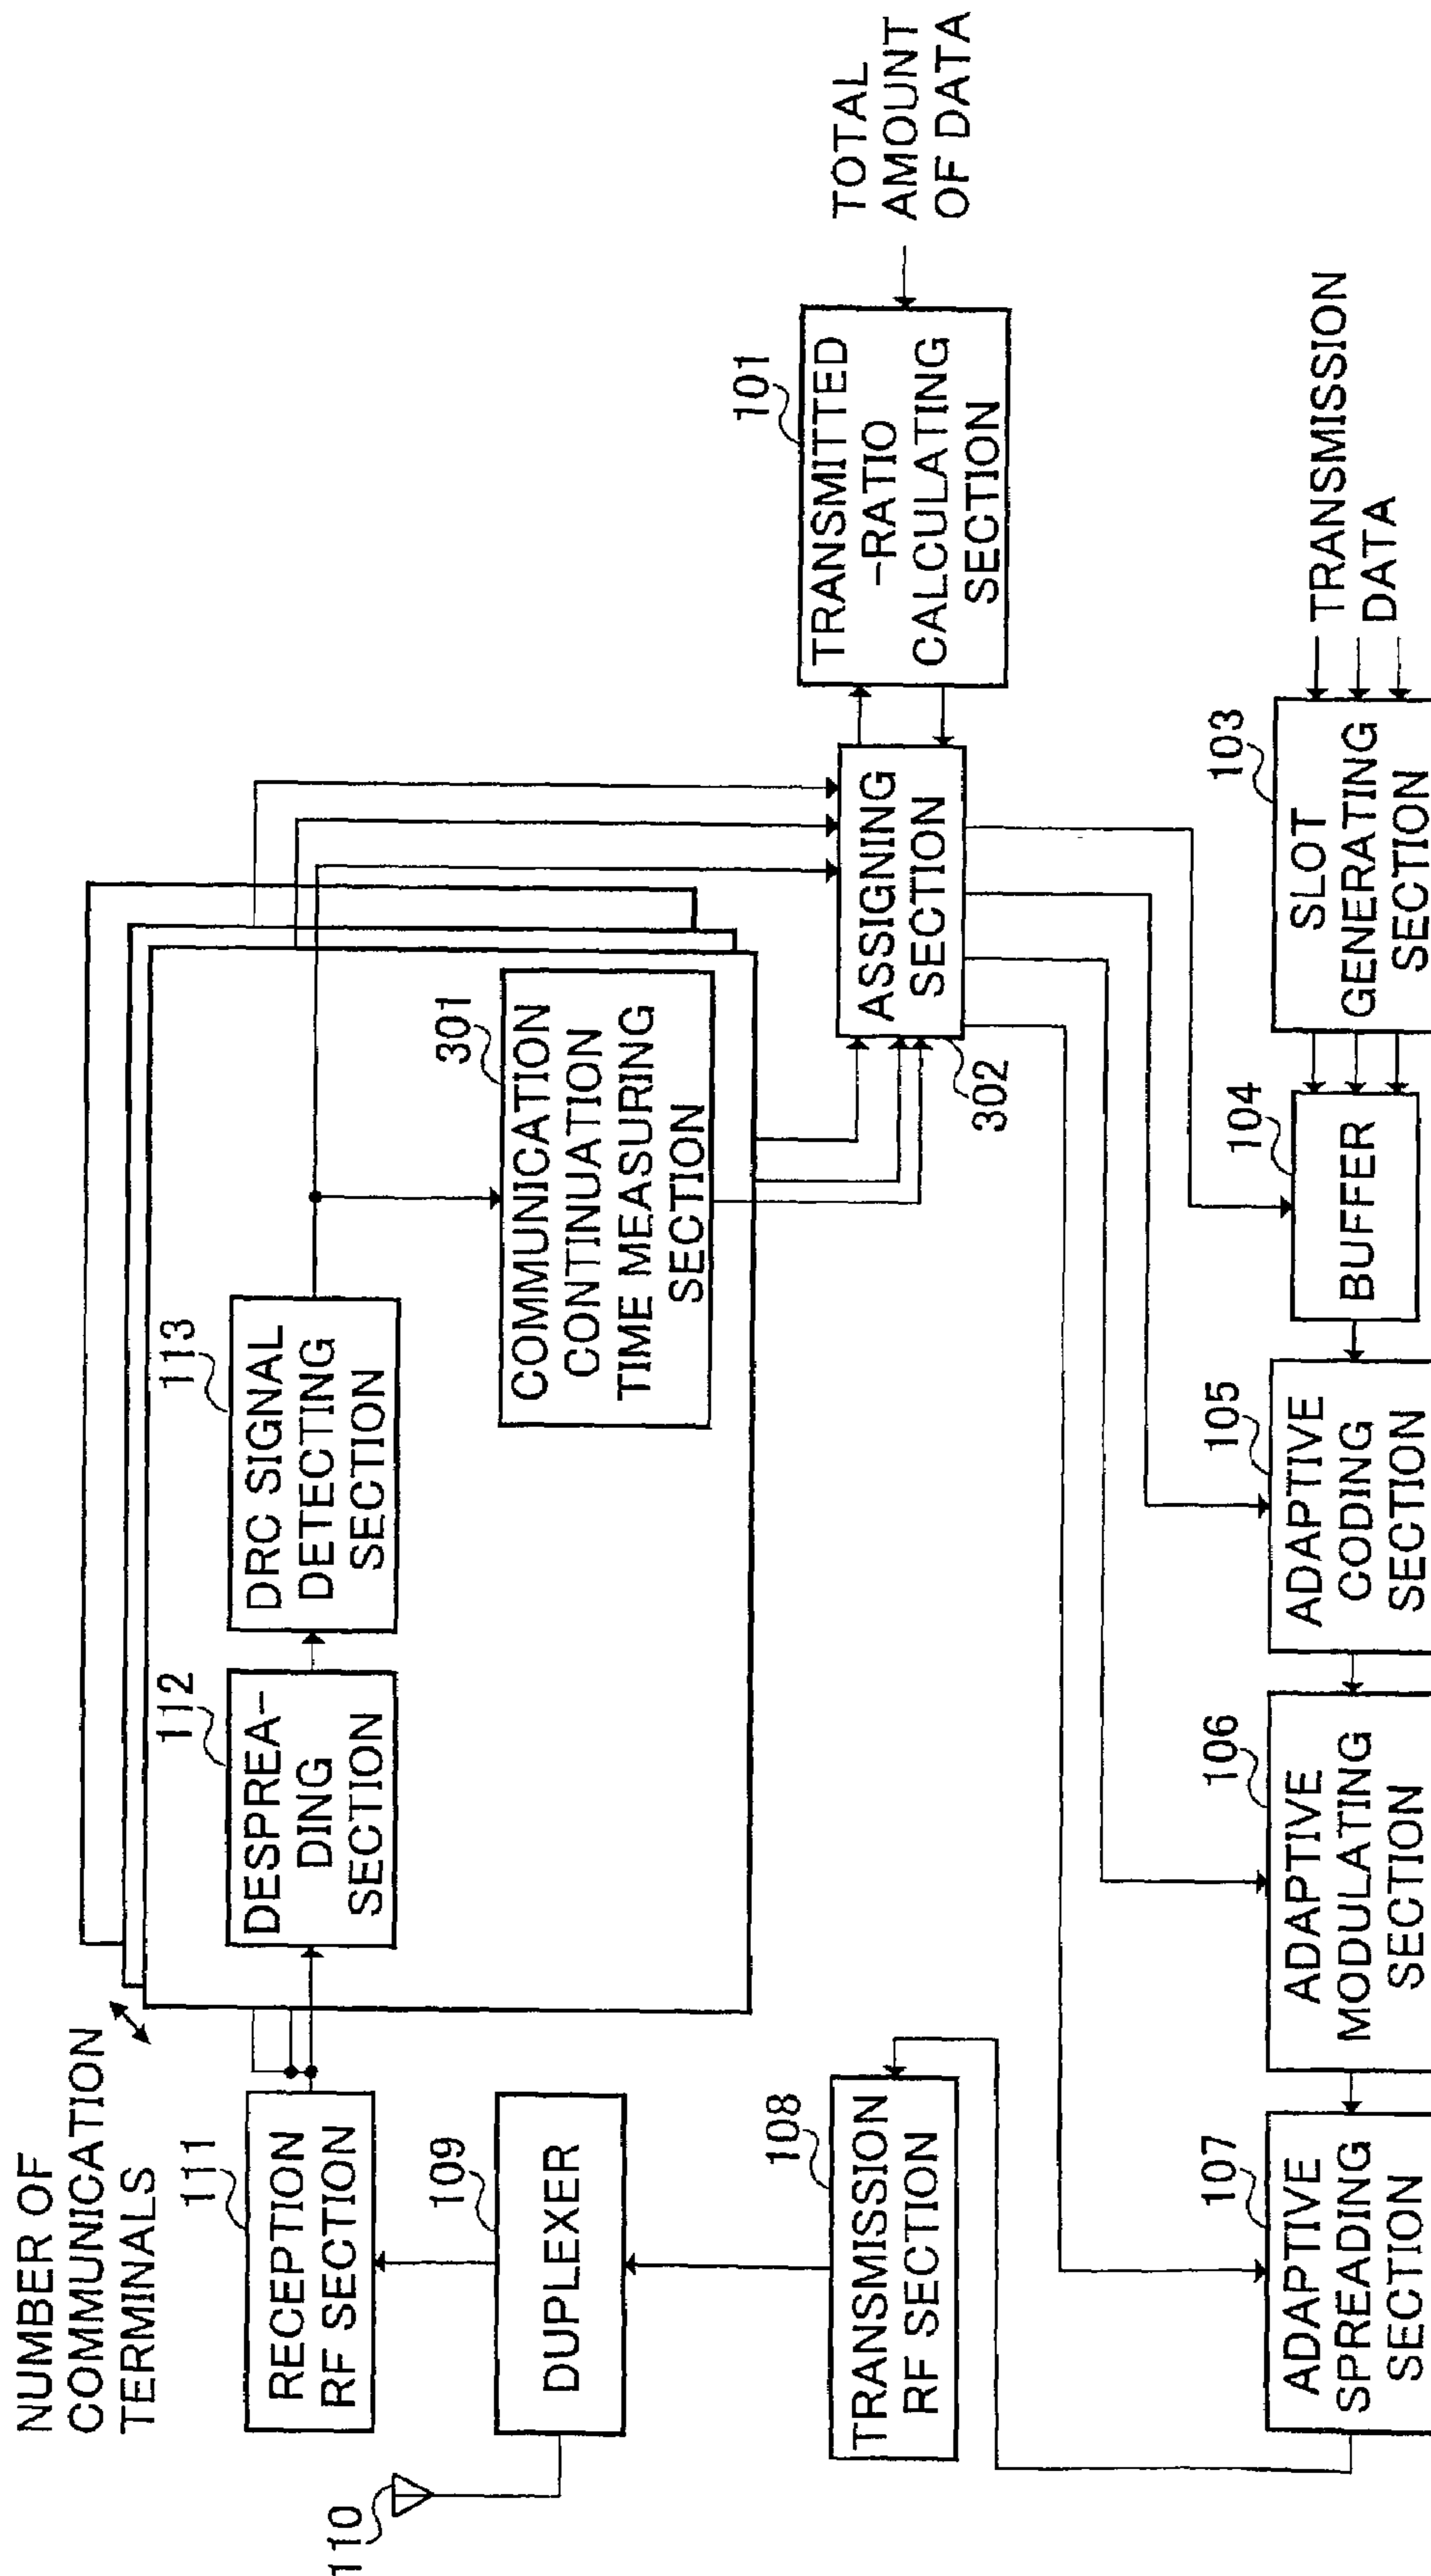 NUMBER OF
COMMUNICATION
TERMINALS
111
RECEPTION
RF SECTION
112
DESPREA-
DING
SECTION
113
DRC SIGNAL
DETECTING
SECTION
301
COMMUNICATION
CONTINUATION
TIME MEASURING
SECTION
110
109
DUPLEXER
108
TRANSMISSION
RF SECTION
302
ASSIGNING
SECTION
101
TRANSMITTED
-RATIO
CALCULATING
SECTION
TOTAL
AMOUNT
OF DATA
107
ADAPTIVE
SPREADING
SECTION
106
ADAPTIVE
MODULATING
SECTION
105
ADAPTIVE
CODING
SECTION
104
BUFFER
103
SLOT
GENERATING
SECTION
TRANSMISSION
DATA